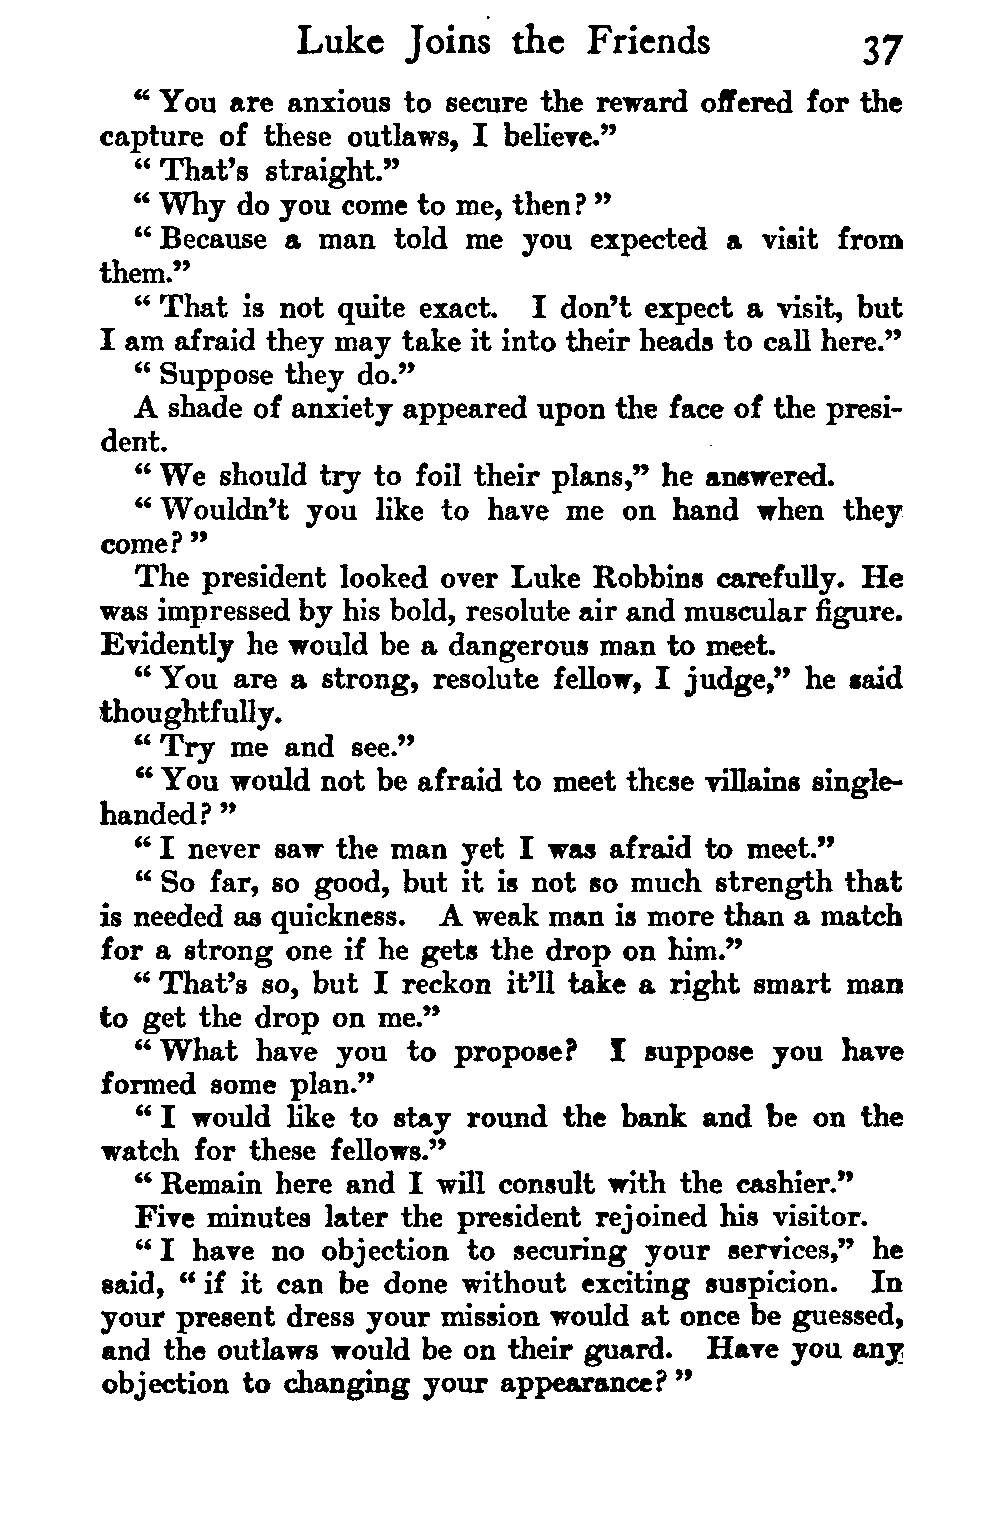 Luke Joins the Friends 37
“You are anxious to secure the reward offered for the
capture of these outlaws, I believe.”
“That’s straight.”
“Why do you come to me, then?”
“Because a man told me you expected a visit from
them.”
“That is not quite exact. I don’t expect a visit, but
I am afraid they may take it into their heads to call here.”
“Suppose they do.”
A shade of anxiety appeared upon the face of the presi-
dent.
“We should try to foil their plans,” he answered.
“Wouldn’t you like to have me on hand when they
come?”
The president looked over Luke Robbins carefully. He
was impressed by his bold, resolute air and muscular figure.
Evidently he would be a dangerous man to meet.
“You are a strong, resolute fellow, I judge,” he said
thoughtfully.
“Try me and see.”
“You would not be afraid to meet these villains single-
handed?”
“I never saw the man yet I was afraid to meet.”
“So far, so good, but it is not so much strength that
is needed as quickness. A weak man is more than a match
for a strong one if he gets the drop on him.”
“That’s so, but I reckon it’ll take a right smart man
to get the drop on me.”
“What have you to propose? I suppose you have
formed some plan.”
“I would like to stay round the bank and be on the
watch for these fellows.”
“Remain here and I will consult with the cashier.”
Five minutes later the president rejoined his visitor.
“I have no objection to securing your services,” he
said, “if it can be done without exciting suspicion. In
your present dress your mission would at once be guessed,
and the outlaws would be on their guard. Have you any
objection to changing your appearance?”